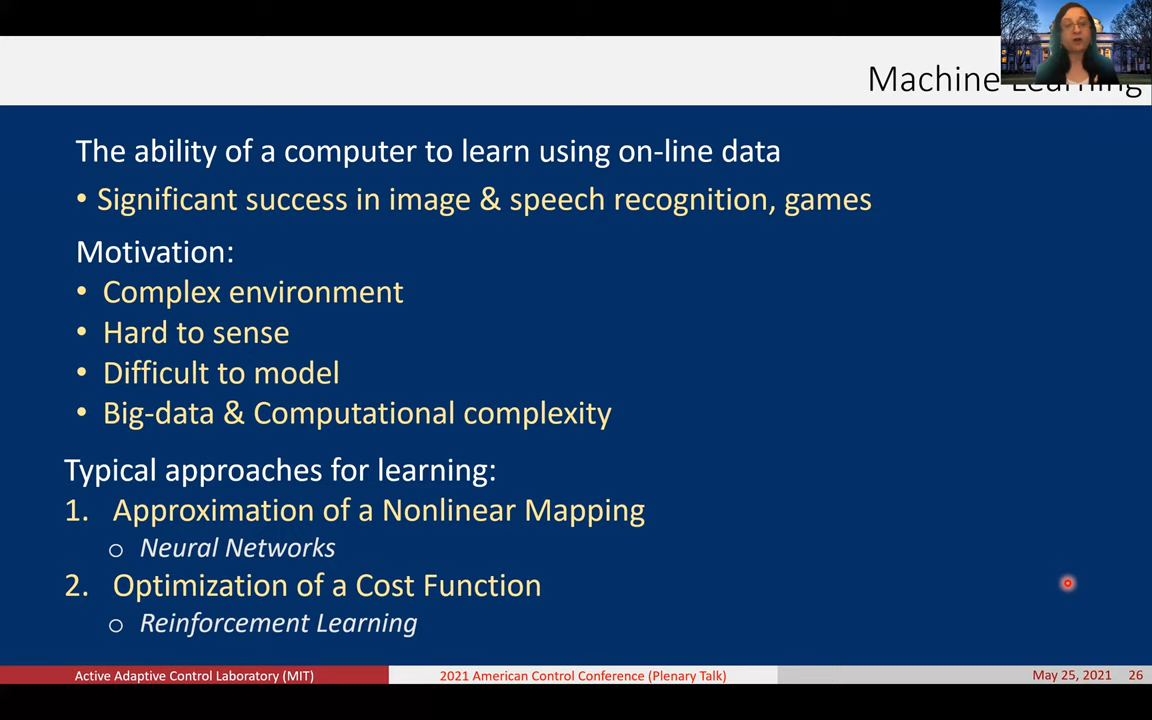 Machine Learning
The ability of a computer to learn using on-line data
• Significant success in image & speech recognition, games
Motivation:
• Complex environment
• Hard to sense
• Difficult to model
• Big-data & Computational complexity
Typical approaches for learning:
1. Approximation of a Nonlinear Mapping
o Neural Networks
2. Optimization of a Cost Function
o Reinforcement Learning
Active Adaptive Control Laboratory (MIT)
2021 American Control Conference (Plenary Talk)
May 25, 2021 26